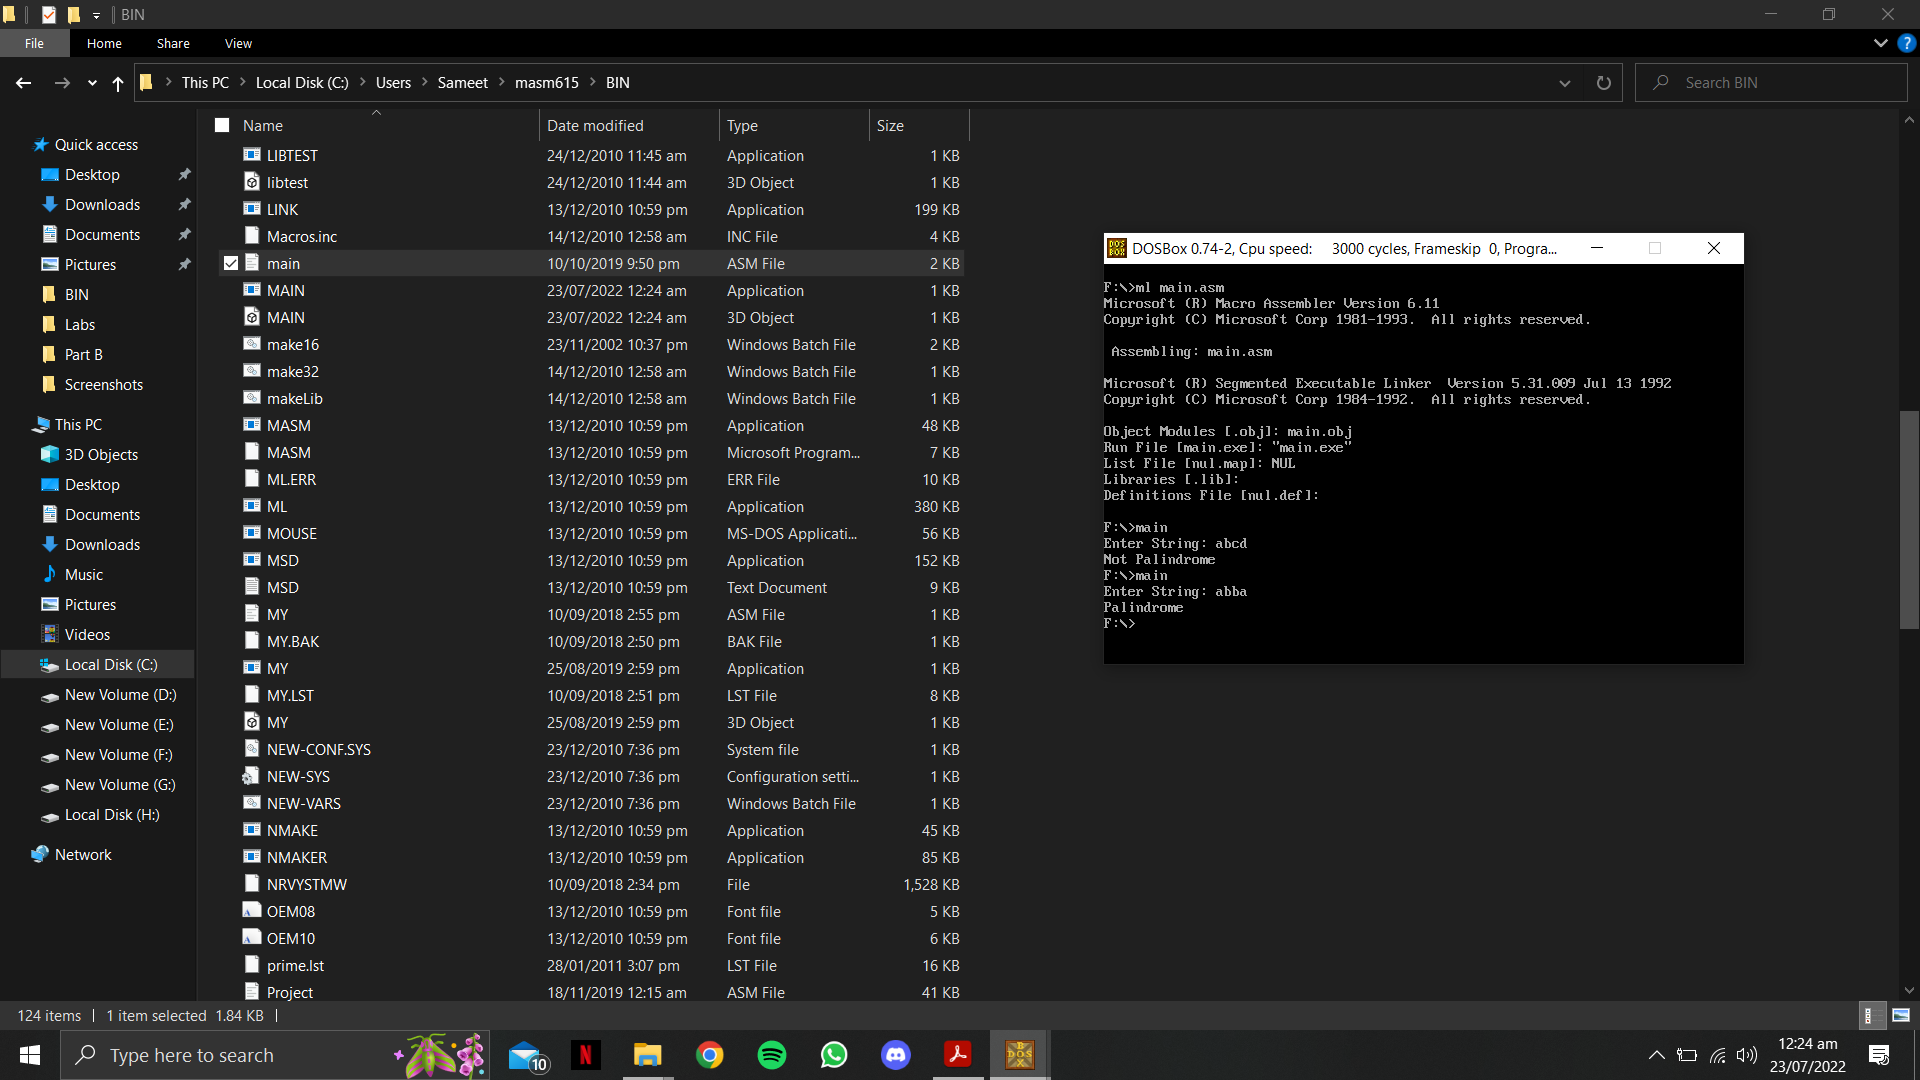 BIN
File Home Share View
This PC Local Disk (C:) Users Sameet masm615 BIN
Search BIN
Quick access
Desktop
Downloads
Documents
Pictures
BIN
Labs
Part B
Screenshots
This PC
3D Objects
Desktop
Documents
Downloads
Music
Pictures
Videos
Local Disk (C:)
New Volume (D:)
New Volume (E:)
New Volume (F:)
New Volume (G:)
Local Disk (H:)
Network
Name Date modified Type Size
LIBTEST 24/12/2010 11:45 am Application 1 KB
libtest 24/12/2010 11:44 am 3D Object 1 KB
LINK 13/12/2010 10:59 pm Application 199 KB
Macros.inc 14/12/2010 12:58 am INC File 4 KB
main 10/10/2019 9:50 pm ASM File 2 KB
MAIN 23/07/2022 12:24 am Application 1 KB
MAIN 23/07/2022 12:24 am 3D Object 1 KB
make16 23/11/2002 10:37 pm Windows Batch File 2 KB
make32 14/12/2010 12:58 am Windows Batch File 1 KB
makeLib 14/12/2010 12:58 am Windows Batch File 1 KB
MASM 13/12/2010 10:59 pm Application 48 KB
MASM 13/12/2010 10:59 pm Microsoft Program... 7 KB
ML.ERR 13/12/2010 10:59 pm ERR File 10 KB
ML 13/12/2010 10:59 pm Application 380 KB
MOUSE 13/12/2010 10:59 pm MS-DOS Applicati... 56 KB
MSD 13/12/2010 10:59 pm Application 152 KB
MSD 13/12/2010 10:59 pm Text Document 9 KB
MY 10/09/2018 2:55 pm ASM File 1 KB
MY.BAK 10/09/2018 2:50 pm BAK File 1 KB
MY 25/08/2019 2:59 pm Application 1 KB
MY.LST 10/09/2018 2:51 pm LST File 8 KB
MY 25/08/2019 2:59 pm 3D Object 1 KB
NEW-CONF.SYS 23/12/2010 7:36 pm System file 1 KB
NEW-SYS 23/12/2010 7:36 pm Configuration setti... 1 KB
NEW-VARS 23/12/2010 7:36 pm Windows Batch File 1 KB
NMAKE 13/12/2010 10:59 pm Application 45 KB
NMAKER 13/12/2010 10:59 pm Application 85 KB
NRVYSTMW 10/09/2018 2:34 pm File 1,528 KB
OEM08 13/12/2010 10:59 pm Font file 5 KB
OEM10 13/12/2010 10:59 pm Font file 6 KB
prime.lst 28/01/2011 3:07 pm LST File 16 KB
Project 18/11/2019 12:15 am ASM File 41 KB
DOSBox 0.74-2, Cpu speed: 3000 cycles, Frameskip 0, Progra...
F:\>ml main.asm
Microsoft (R) Macro Assembler Version 6.11
Copyright (C) Microsoft Corp 1981-1993. All rights reserved.
Assembling: main.asm
Microsoft (R) Segmented Executable Linker Version 5.31.009 Jul 13 1992
Copyright (C) Microsoft Corp 1984-1992. All rights reserved.
Object Modules [.obj]: main.obj
Run File [main.exe]: "main.exe"
List File [nul.map]: NUL
Libraries [.lib]:
Definitions File [nul.def]:
F:\>main
Enter String: abcd
Not Palindrome
F:\>main
Enter String: abba
Palindrome
F:\>
124 items 1 item selected 1.84 KB
Type here to search
10
12:24 am
23/07/2022